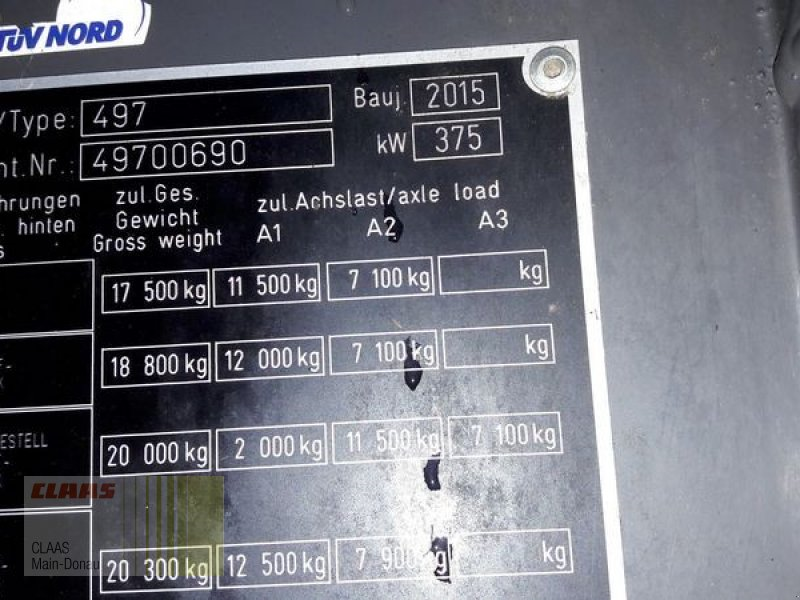 TÜV NORD
/Type: 497 Bauj. 2015
nt.Nr.: 49700690 kW 375
hrungen zul.Ges. zul.Achslast/axle load
hinten Gewicht A1 A2 A3
Gross weight
17 500 kg 11 500 kg 7 100 kg kg
18 800 kg 12 000 kg 7 100 kg kg
ESTELL
20 000 kg 2 000 kg 11 500 kg 7 100 kg
20 300 kg 12 500 kg 7 900 kg kg
CLAAS
CLAAS
Main-Donau